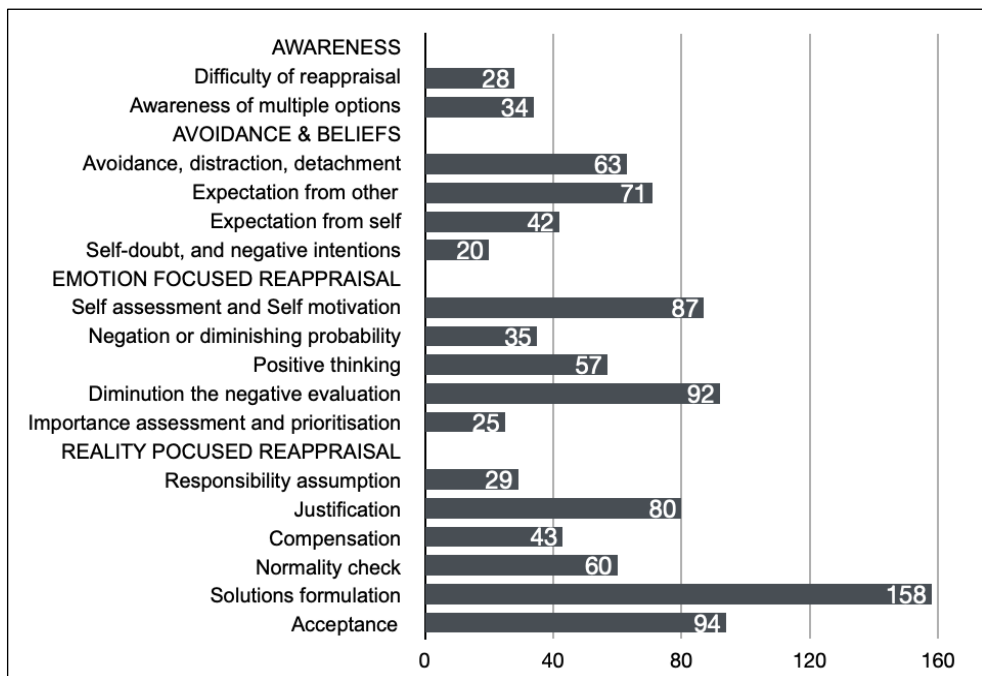 AWARENESS
Difficulty of reappraisal 28
Awareness of multiple options 34
AVOIDANCE & BELIEFS
Avoidance, distraction, detachment 63
Expectation from other 71
Expectation from self 42
Self-doubt, and negative intentions 20
EMOTION FOCUSED REAPPRAISAL
Self assessment and Self motivation 87
Negation or diminishing probability 35
Positive thinking 57
Diminution the negative evaluation 92
Importance assessment and prioritisation 25
REALITY POCUSED REAPPRAISAL
Responsibility assumption 29
Justification 80
Compensation 43
Normality check 60
Solutions formulation 158
Acceptance 94
0 40 80 120 160